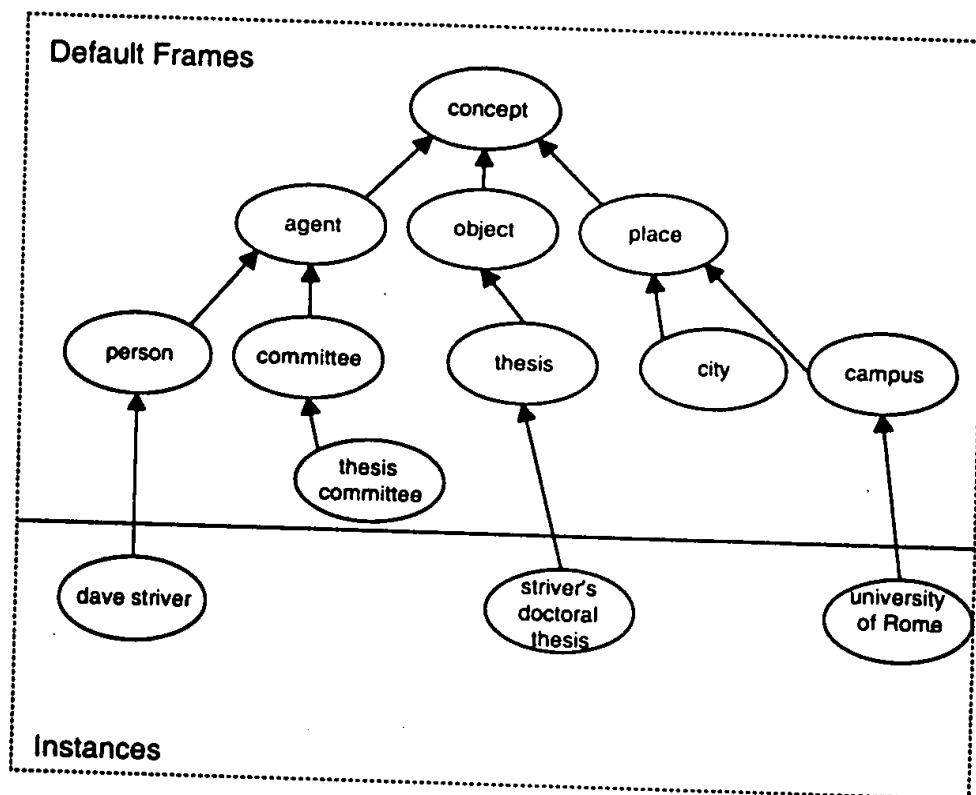 Default Frames
concept
agent
object
place
person
committee
thesis
city
campus
thesis
committee
dave striver
striver's
doctoral
thesis
university
of Rome
Instances